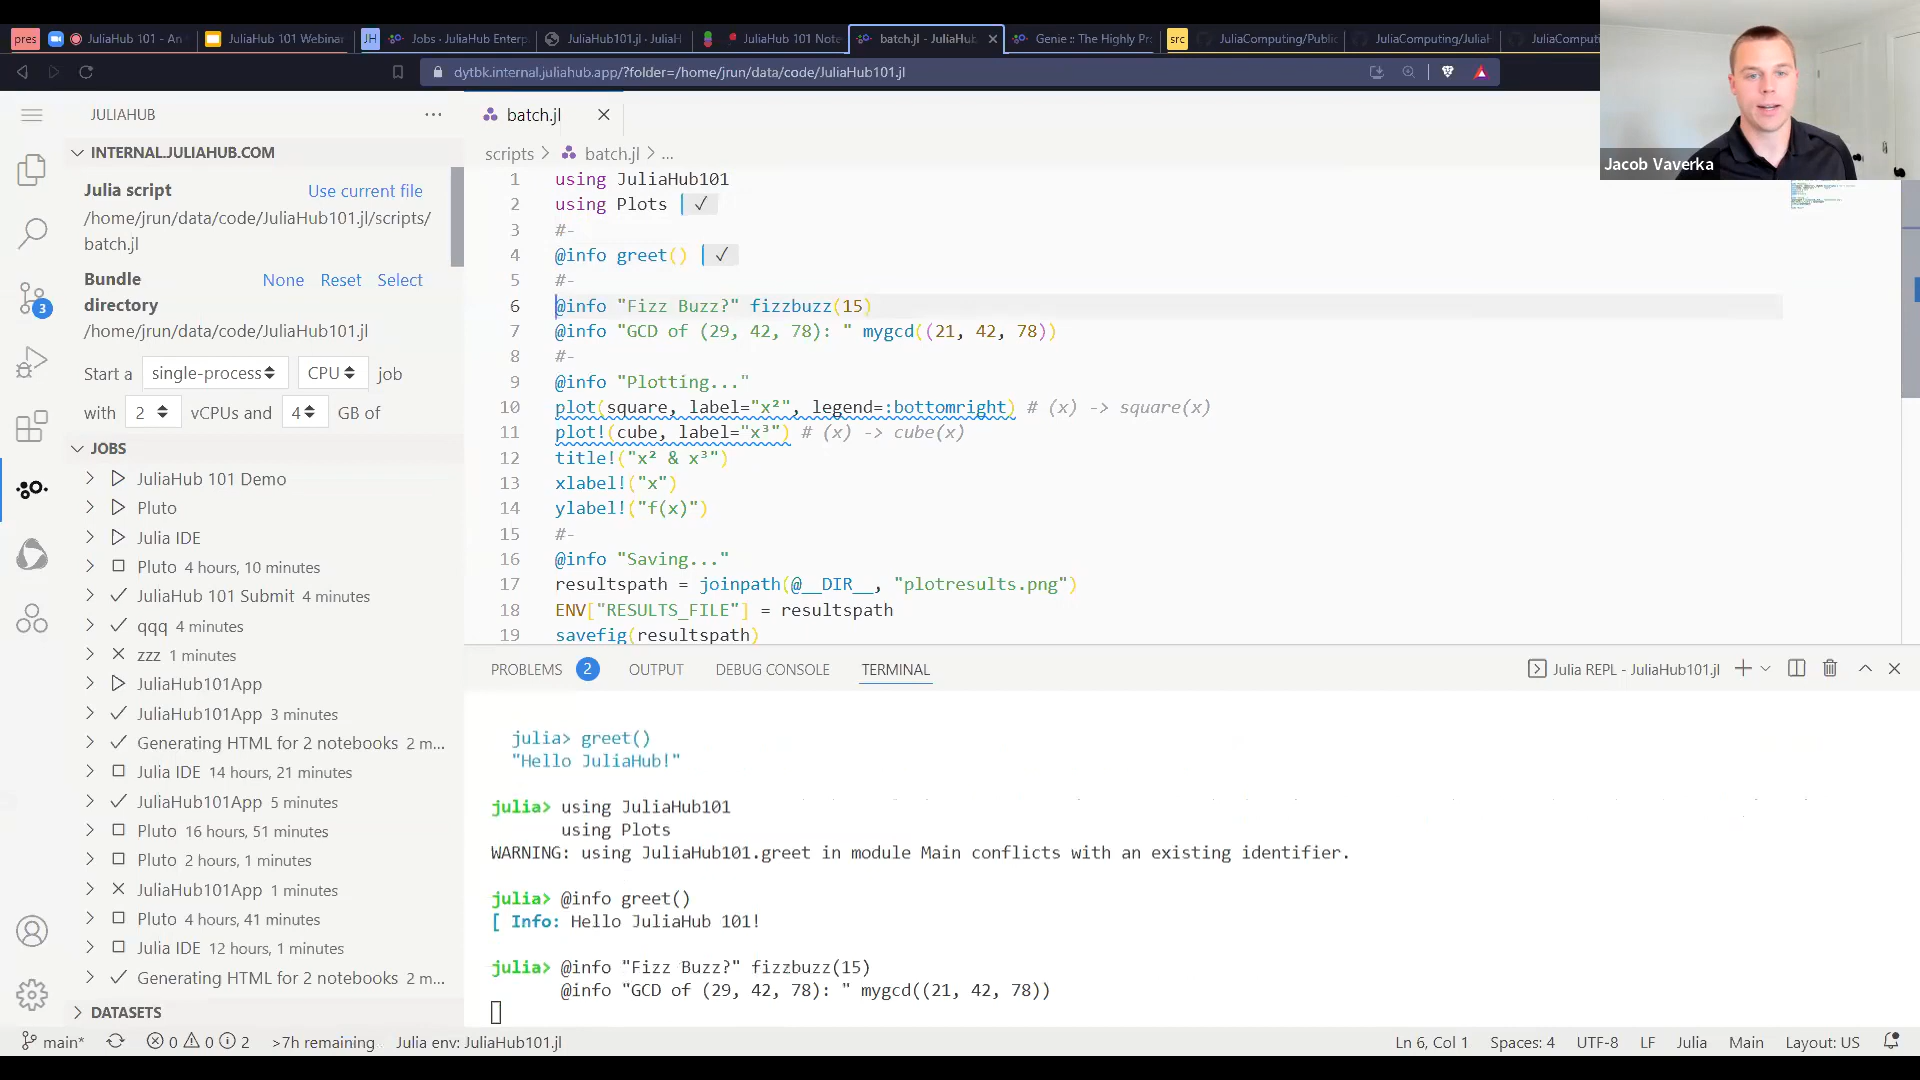 pres JuliaHub 101 - An JuliaHub 101 Webinar JH Jobs · JuliaHub Enterp JuliaHub101.jl · JuliaH JuliaHub 101 Note batch.jl - JuliaHub Genie :: The Highly Pr src JuliaComputing/Public JuliaComputing/JuliaH JuliaComputi
dytbk.internal.juliahub.app/?folder=/home/jrun/data/code/JuliaHub101.jl
Jacob Vaverka
JULIAHUB
INTERNAL.JULIAHUB.COM
Julia script Use current file
/home/jrun/data/code/JuliaHub101.jl/scripts/
batch.jl
Bundle
directory
None Reset Select
/home/jrun/data/code/JuliaHub101.jl
Start a single-process CPU job
with 2 vCPUs and 4 GB of
3
JOBS
JuliaHub 101 Demo
Pluto
Julia IDE
Pluto 4 hours, 10 minutes
JuliaHub 101 Submit 4 minutes
qqq 4 minutes
zzz 1 minutes
JuliaHub101App
JuliaHub101App 3 minutes
Generating HTML for 2 notebooks 2 m...
Julia IDE 14 hours, 21 minutes
JuliaHub101App 5 minutes
Pluto 16 hours, 51 minutes
Pluto 2 hours, 1 minutes
JuliaHub101App 1 minutes
Pluto 4 hours, 41 minutes
Julia IDE 12 hours, 1 minutes
Generating HTML for 2 notebooks 2 m...
DATASETS
batch.jl
scripts > batch.jl > ...
1 using JuliaHub101
2 using Plots ✓
3 #-
4 @info greet() ✓
5 #-
6 @info "Fizz Buzz?" fizzbuzz(15)
7 @info "GCD of (29, 42, 78): " mygcd((21, 42, 78))
8 #-
9 @info "Plotting..."
10 plot(square, label="x²", legend=:bottomright) # (x) -> square(x)
11 plot!(cube, label="x³") # (x) -> cube(x)
12 title!("x² & x³")
13 xlabel!("x")
14 ylabel!("f(x)")
15 #-
16 @info "Saving..."
17 resultspath = joinpath(@__DIR__, "plotresults.png")
18 ENV["RESULTS_FILE"] = resultspath
19 savefig(resultspath)
PROBLEMS 2 OUTPUT DEBUG CONSOLE TERMINAL Julia REPL - JuliaHub101.jl
julia> greet()
"Hello JuliaHub!"
julia> using JuliaHub101
using Plots
WARNING: using JuliaHub101.greet in module Main conflicts with an existing identifier.
julia> @info greet()
[ Info: Hello JuliaHub 101!
julia> @info "Fizz Buzz?" fizzbuzz(15)
@info "GCD of (29, 42, 78): " mygcd((21, 42, 78))
main* 0 0 2 >7h remaining Julia env: JuliaHub101.jl Ln 6, Col 1 Spaces: 4 UTF-8 LF Julia Main Layout: US